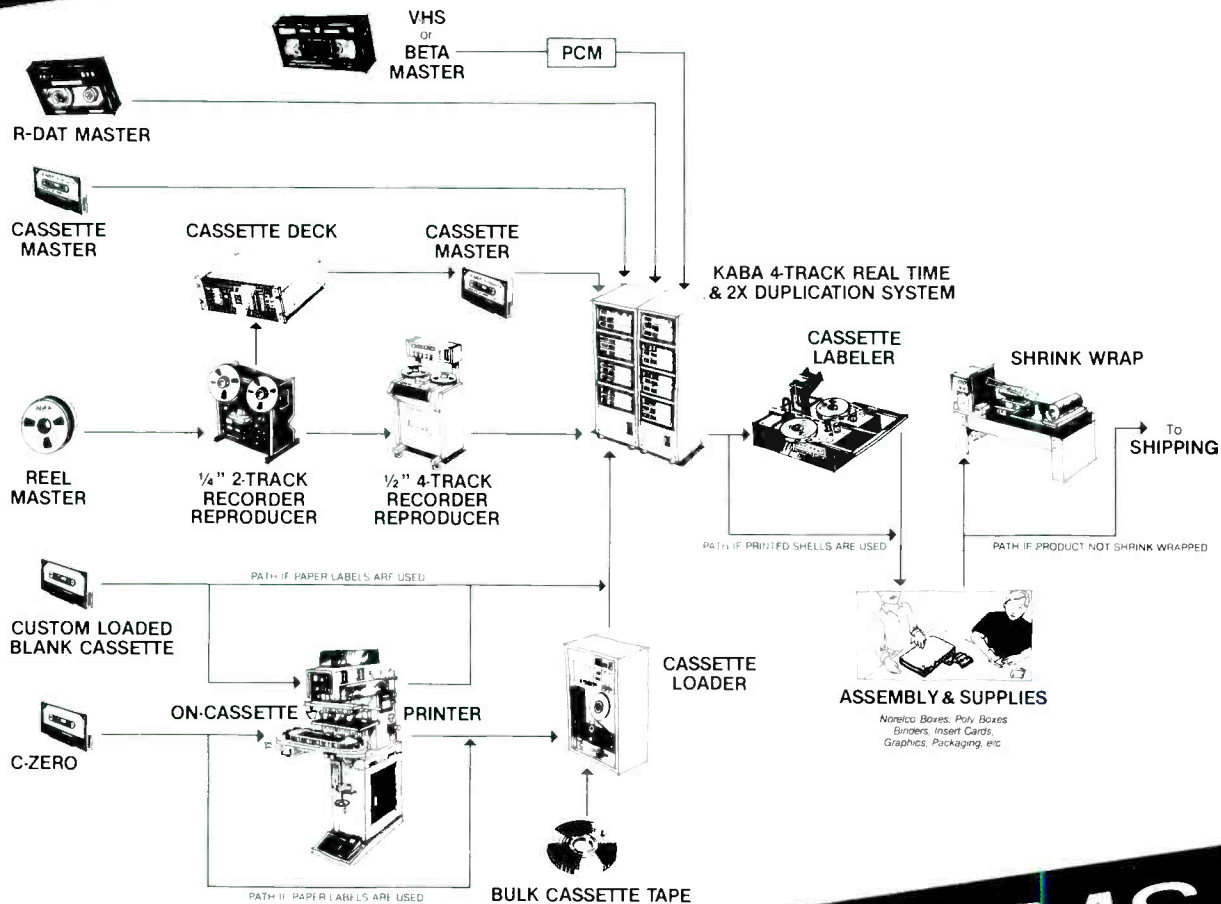 VHS
or
BETA
MASTER
PCM
R-DAT MASTER
CASSETTE
MASTER
CASSETTE DECK
CASSETTE
MASTER
KABA 4-TRACK REAL TIME
& 2X DUPLICATION SYSTEM
CASSETTE
LABELER
SHRINK WRAP
To
SHIPPING
REEL
MASTER
¼" 2-TRACK
RECORDER
REPRODUCER
½" 4-TRACK
RECORDER
REPRODUCER
PATH IF PRINTED SHELLS ARE USED
PATH IF PRODUCT NOT SHRINK WRAPPED
PATH IF PAPER LABELS ARE USED
CUSTOM LOADED
BLANK CASSETTE
CASSETTE
LOADER
ASSEMBLY & SUPPLIES
Norelco Boxes, Poly Boxes
Binders, Insert Cards,
Graphics, Packaging, etc
ON-CASSETTE PRINTER
C-ZERO
PATH IF PAPER LABELS ARE USED
BULK CASSETTE TAPE